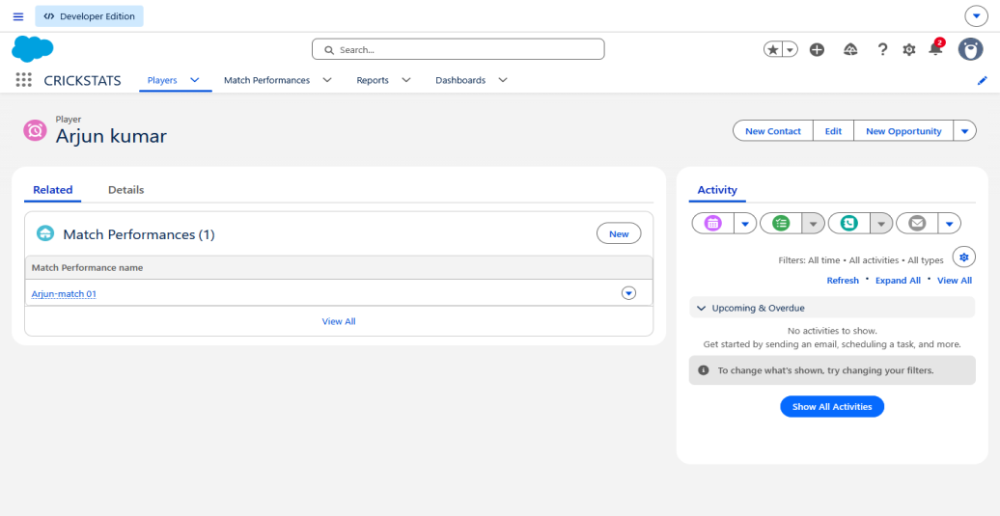 Developer Edition
Search...
2
CRICKSTATS
Players
Match Performances
Reports
Dashboards
Player
Arjun kumar
New Contact
Edit
New Opportunity
Related
Details
Match Performances (1)
New
Match Performance name
Arjun-match 01
View All
Activity
Filters: All time • All activities • All types
Refresh • Expand All • View All
Upcoming & Overdue
No activities to show.
Get started by sending an email, scheduling a task, and more.
To change what's shown, try changing your filters.
Show All Activities